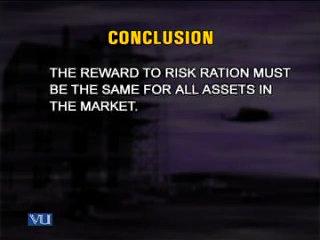 CONCLUSION
THE REWARD TO RISK RATION MUST
BE THE SAME FOR ALL ASSETS IN
THE MARKET.
VU